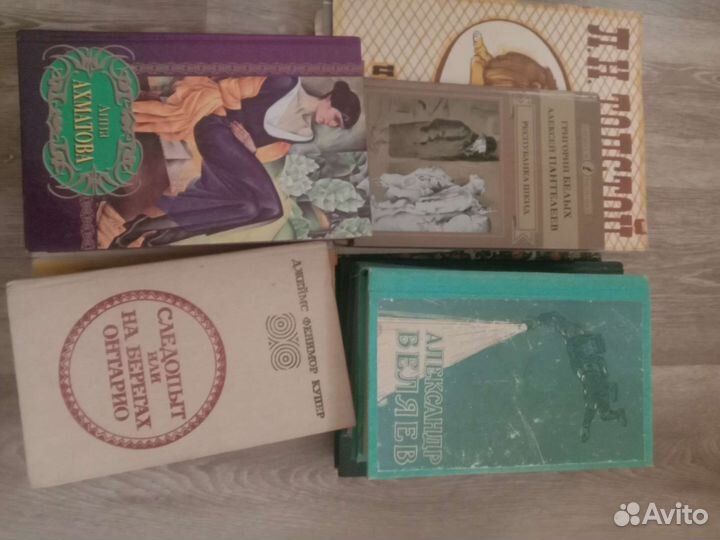 Анна
АХМАТОВА
Л.Н. ТОЛСТОЙ
ГРИГОРИЙ БЕЛЫХ
АЛЕКСЕЙ ПАНТЕЛЕЕВ
РЕСПУБЛИКА ШКИД
ДЖЕЙМС ФЕНИМОР КУПЕР
СЛЕДОПЫТ
ИЛИ
НА БЕРЕГАХ
ОНТАРИО
АЛЕКСАНДР
БЕЛЯЕВ
Avito